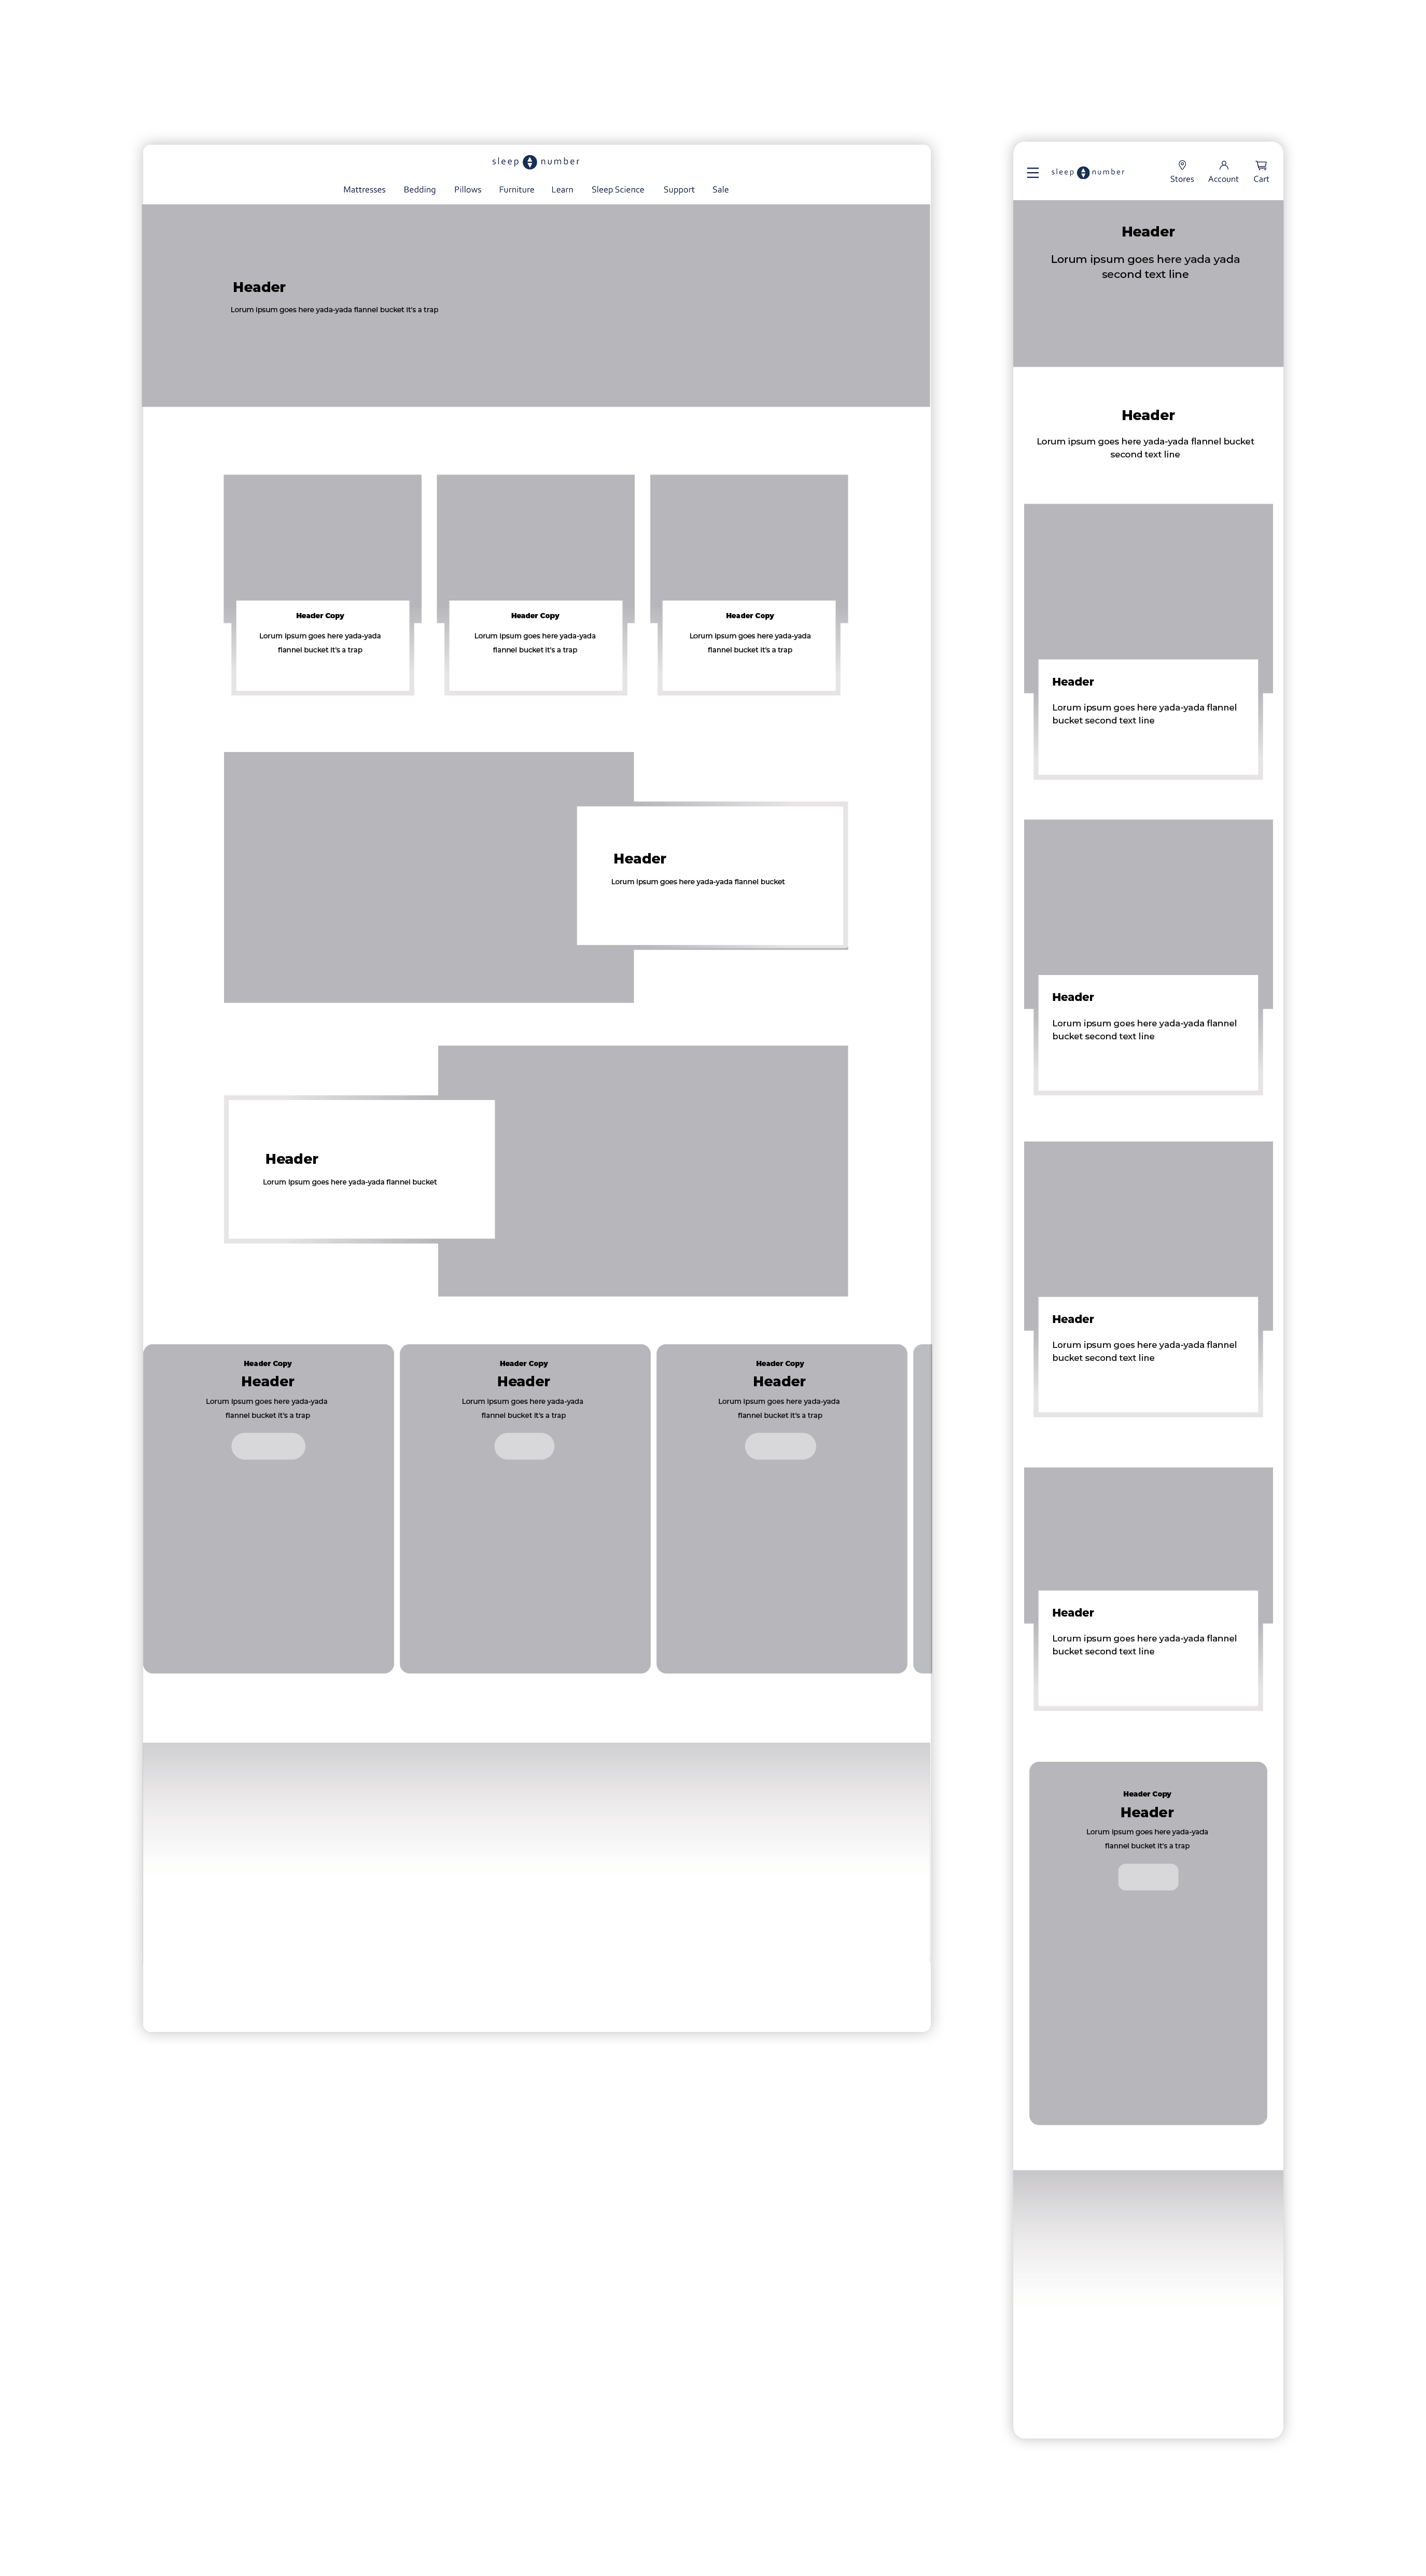 sleep number
Mattresses Bedding Pillows Furniture Learn Sleep Science Support Sale
Header
Lorum ipsum goes here yada-yada flannel bucket it's a trap
Header Copy
Lorum ipsum goes here yada-yada
flannel bucket it's a trap
Header Copy
Lorum ipsum goes here yada-yada
flannel bucket it's a trap
Header Copy
Lorum ipsum goes here yada-yada
flannel bucket it's a trap
Header
Lorum ipsum goes here yada-yada flannel bucket
Header
Lorum ipsum goes here yada-yada flannel bucket
Header Copy
Header
Lorum ipsum goes here yada-yada
flannel bucket it's a trap
Header Copy
Header
Lorum ipsum goes here yada-yada
flannel bucket it's a trap
Header Copy
Header
Lorum ipsum goes here yada-yada
flannel bucket it's a trap
sleep number
Stores Account Cart
Header
Lorum ipsum goes here yada yada
second text line
Header
Lorum ipsum goes here yada-yada flannel bucket
second text line
Header
Lorum ipsum goes here yada-yada flannel
bucket second text line
Header
Lorum ipsum goes here yada-yada flannel
bucket second text line
Header
Lorum ipsum goes here yada-yada flannel
bucket second text line
Header
Lorum ipsum goes here yada-yada flannel
bucket second text line
Header Copy
Header
Lorum ipsum goes here yada-yada
flannel bucket it's a trap